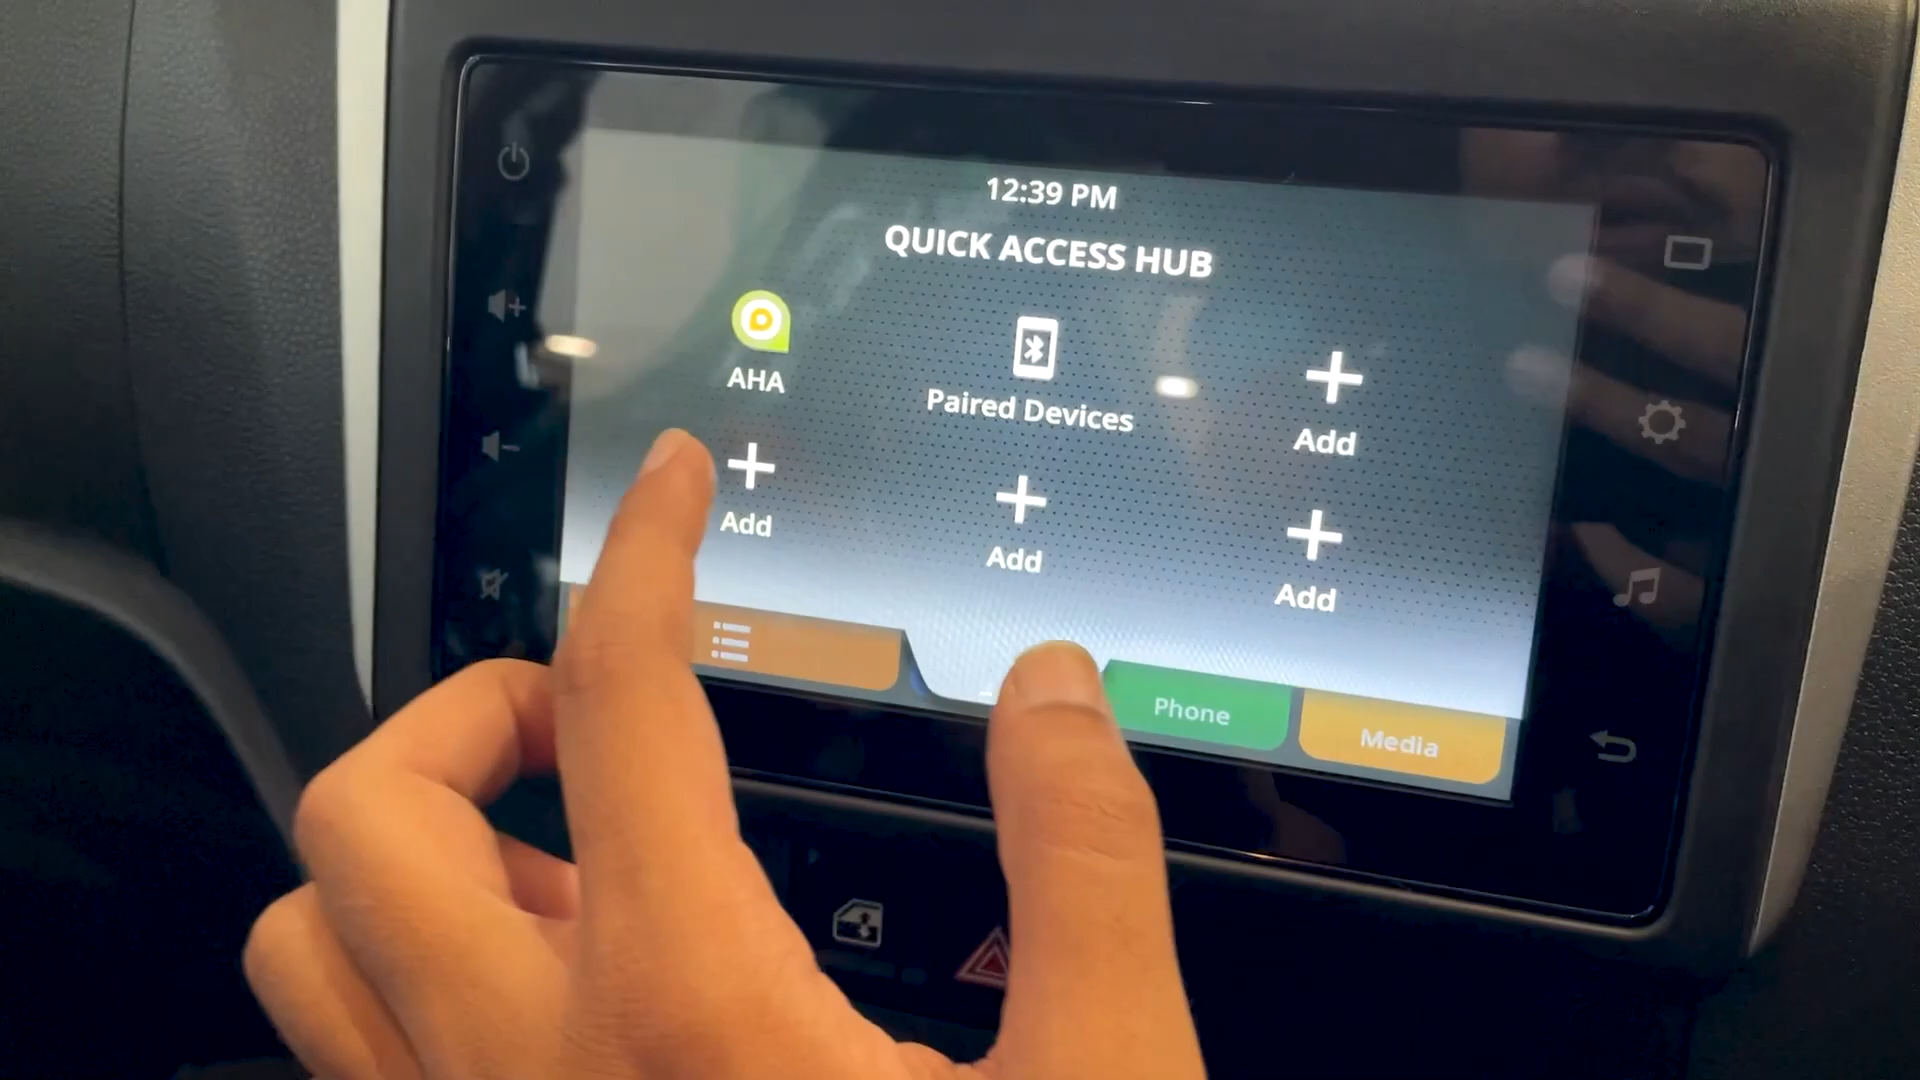 12:39 PM
QUICK ACCESS HUB
AHA
Paired Devices
Add
Add
Add
Add
Phone
Media